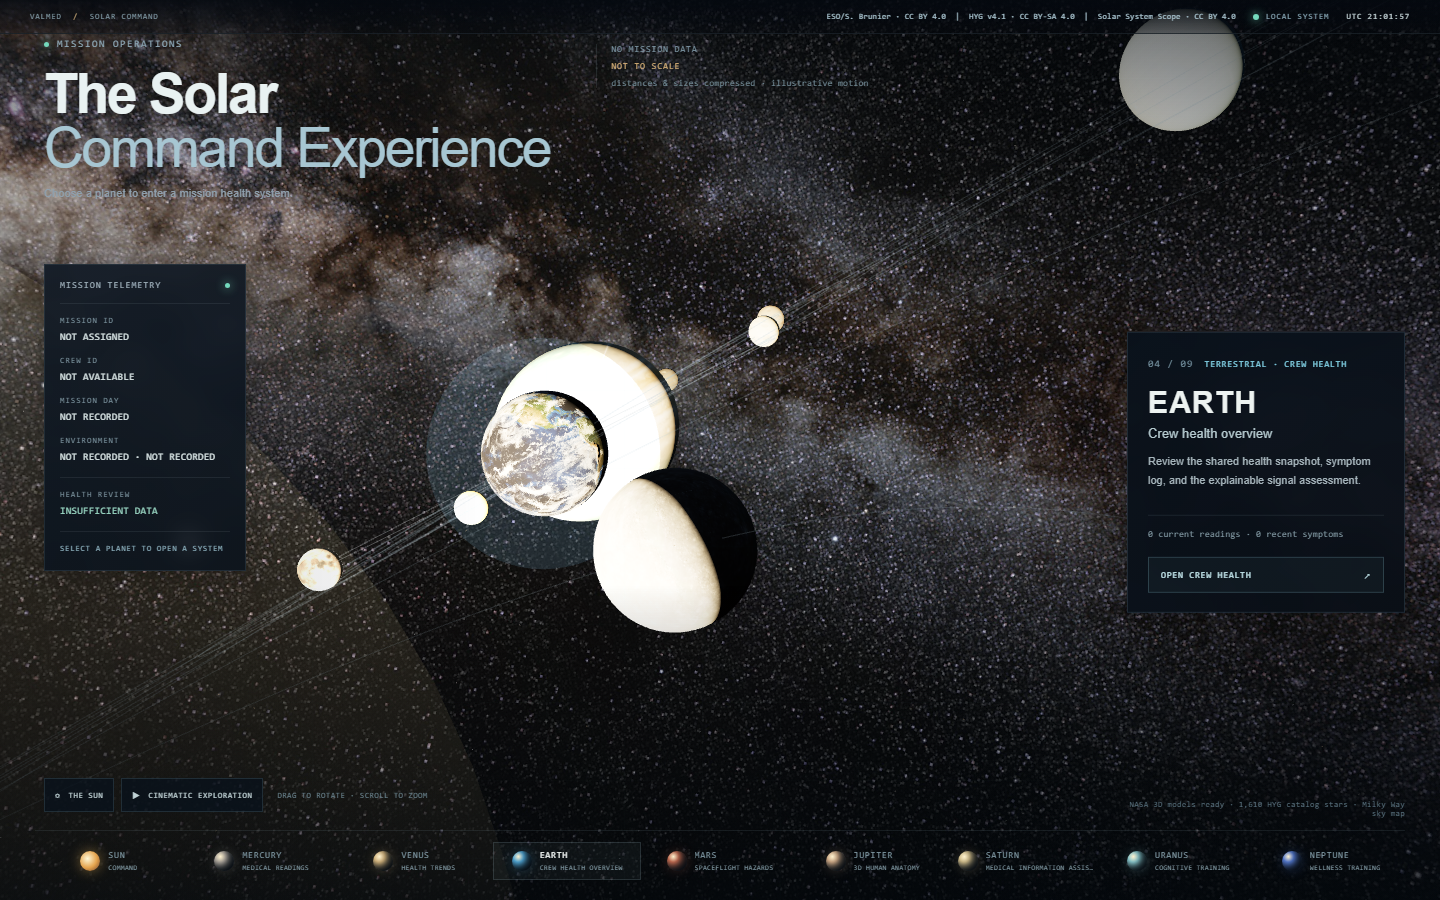 VALMED / SOLAR COMMAND
ESO/S. Brunier · CC BY 4.0 | HYG v4.1 · CC BY-SA 4.0 | Solar System Scope · CC BY 4.0
LOCAL SYSTEM
UTC 21:01:57
MISSION OPERATIONS
The Solar
Command Experience
Choose a planet to enter a mission health system.
NO MISSION DATA
NOT TO SCALE
distances & sizes compressed · illustrative motion
MISSION TELEMETRY
MISSION ID
NOT ASSIGNED
CREW ID
NOT AVAILABLE
MISSION DAY
NOT RECORDED
ENVIRONMENT
NOT RECORDED · NOT RECORDED
HEALTH REVIEW
INSUFFICIENT DATA
SELECT A PLANET TO OPEN A SYSTEM
04 / 09 TERRESTRIAL · CREW HEALTH
EARTH
Crew health overview
Review the shared health snapshot, symptom
log, and the explainable signal assessment.
0 current readings · 0 recent symptoms
OPEN CREW HEALTH ↗
THE SUN
CINEMATIC EXPLORATION
DRAG TO ROTATE · SCROLL TO ZOOM
NASA 3D models ready · 1,610 HYG catalog stars · Milky Way
sky map
SUN
COMMAND
MERCURY
MEDICAL READINGS
VENUS
HEALTH TRENDS
EARTH
CREW HEALTH OVERVIEW
MARS
SPACEFLIGHT HAZARDS
JUPITER
3D HUMAN ANATOMY
SATURN
MEDICAL INFORMATION ASSIS…
URANUS
COGNITIVE TRAINING
NEPTUNE
WELLNESS TRAINING